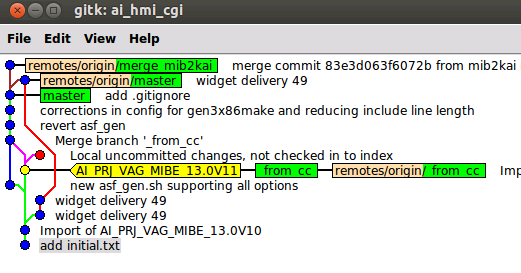 gitk: ai_hmi_cgi
File Edit View Help
remotes/origin/merge_mib2kai merge commit 83e3d063f6072b from mib2kai
remotes/origin/master widget delivery 49
master add .gitignore
corrections in config for gen3x86make and reducing include line length
revert asf_gen
Merge branch '_from_cc'
Local uncommitted changes, not checked in to index
AI_PRJ_VAG_MIBE_13.0V11 _from_cc remotes/origin/_from_cc
new asf_gen.sh supporting all options
widget delivery 49
widget delivery 49
Import of AI_PRJ_VAG_MIBE_13.0V10
add initial.txt